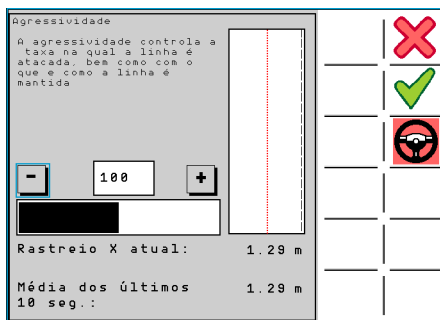 Agressividade
A agressividade controla a
taxa na qual a linha é
atacada, bem como com o
que e como a linha é
mantida
- 100 +
Rastreio X atual: 1.29 m
Média dos últimos 1.29 m
10 seg.: